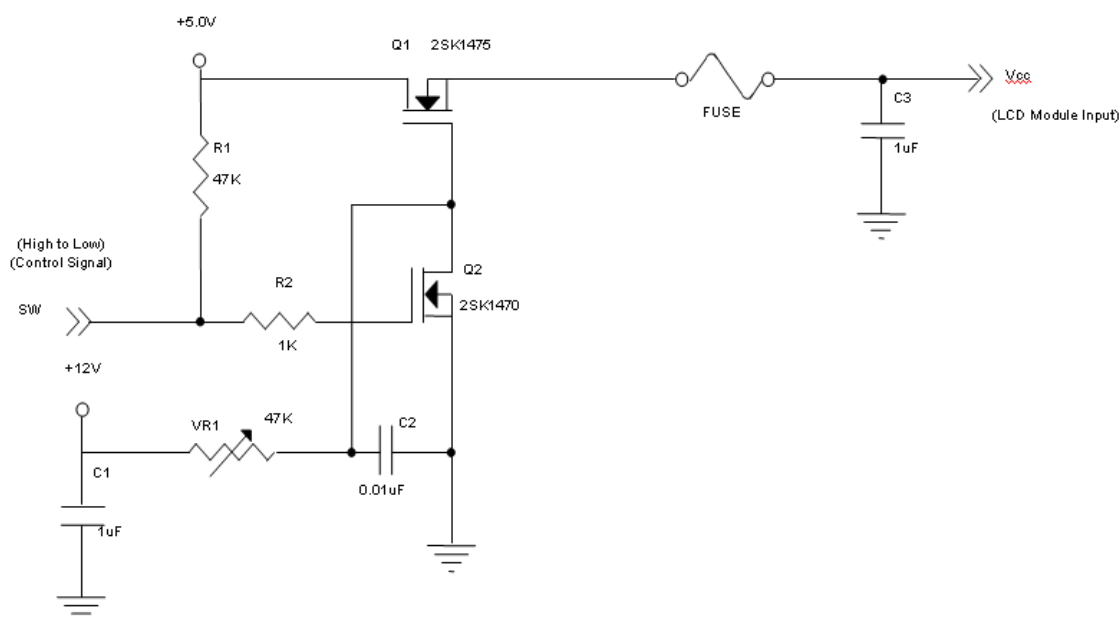 +5.0V
Q1 2SK1475
FUSE
Vcc
C3
(LCD Module Input)
1uF
R1
47K
(High to Low)
(Control Signal)
SW
R2
1K
Q2
2SK1470
+12V
VR1
47K
C2
0.01uF
C1
1uF